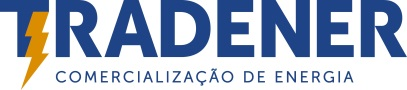 TRADENER
COMERCIALIZAÇÃO DE ENERGIA